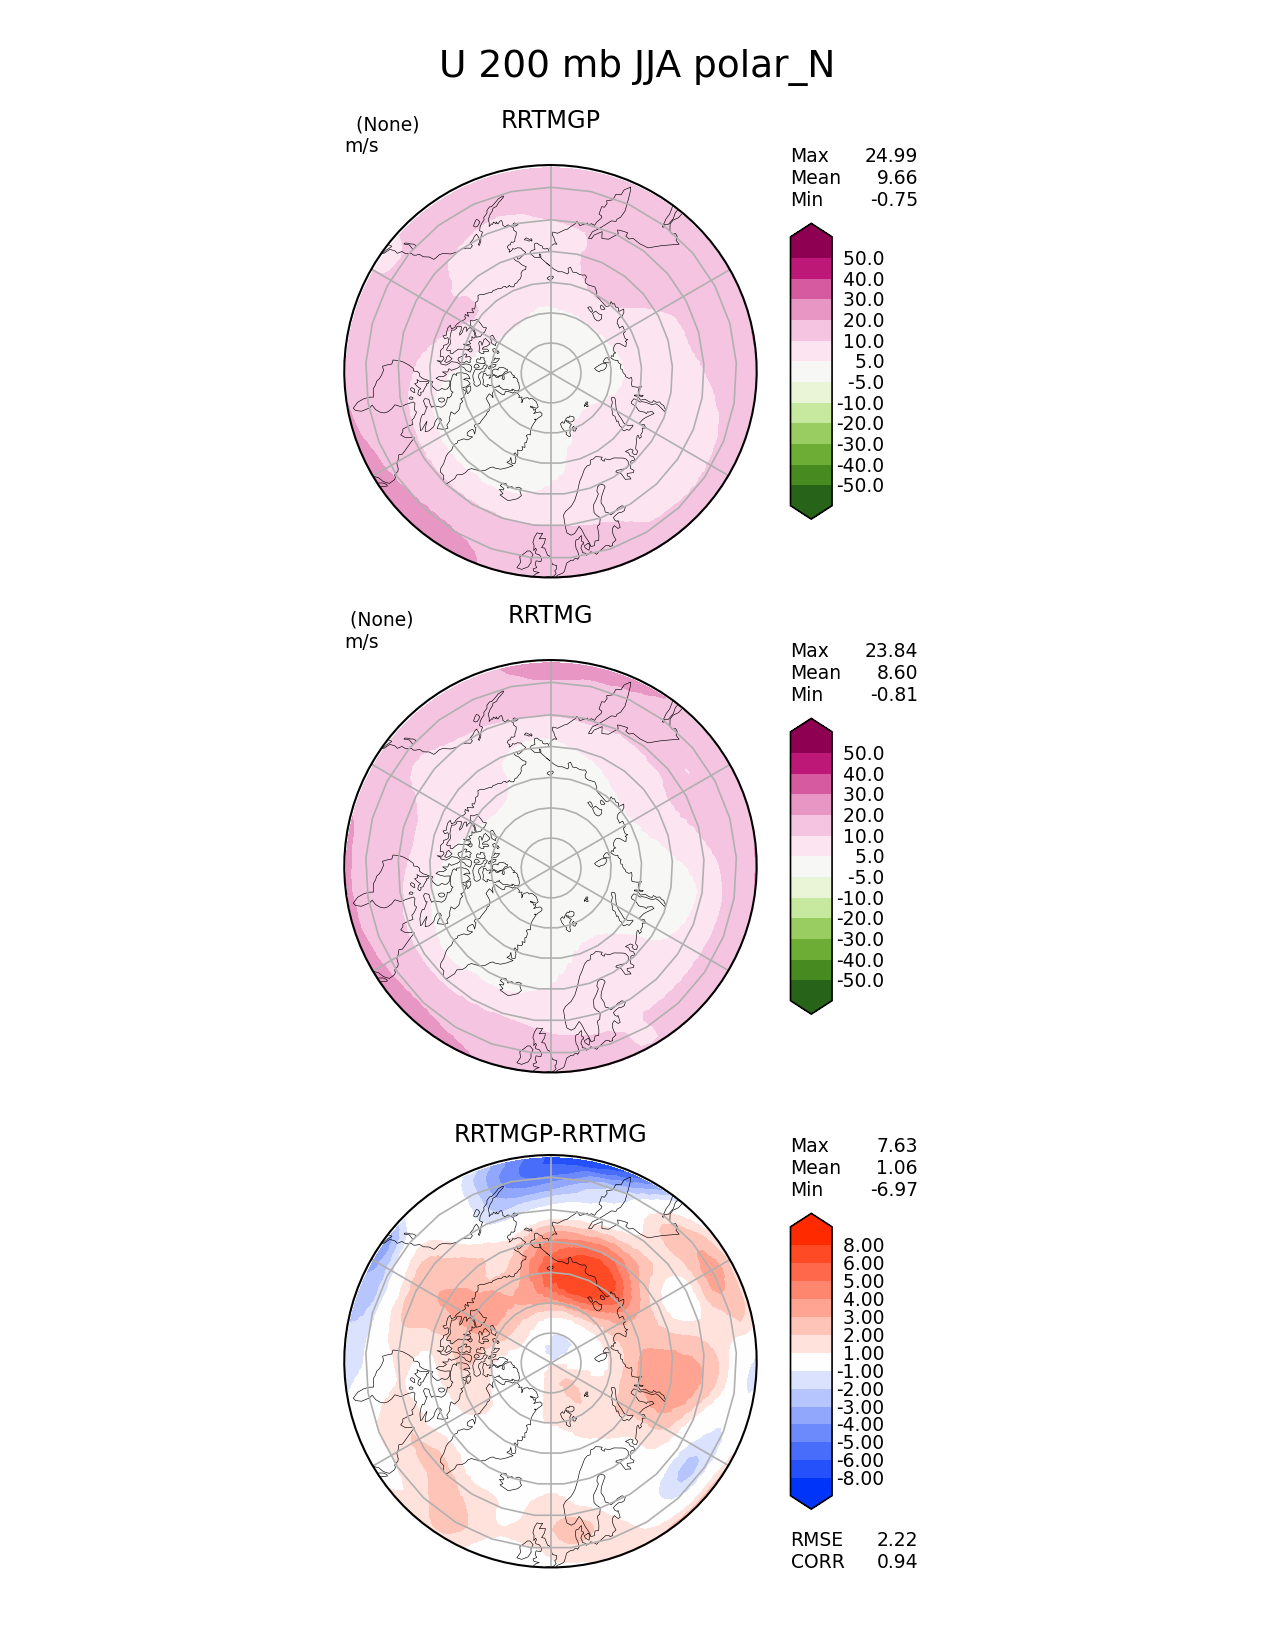 U 200 mb JJA polar_N
(None)
RRTMGP
m/s
Max 24.99
Mean 9.66
Min -0.75
50.0
40.0
30.0
20.0
10.0
5.0
-5.0
-10.0
-20.0
-30.0
-40.0
-50.0
(None)
RRTMG
m/s
Max 23.84
Mean 8.60
Min -0.81
50.0
40.0
30.0
20.0
10.0
5.0
-5.0
-10.0
-20.0
-30.0
-40.0
-50.0
RRTMGP-RRTMG
Max 7.63
Mean 1.06
Min -6.97
8.00
6.00
5.00
4.00
3.00
2.00
1.00
-1.00
-2.00
-3.00
-4.00
-5.00
-6.00
-8.00
RMSE 2.22
CORR 0.94